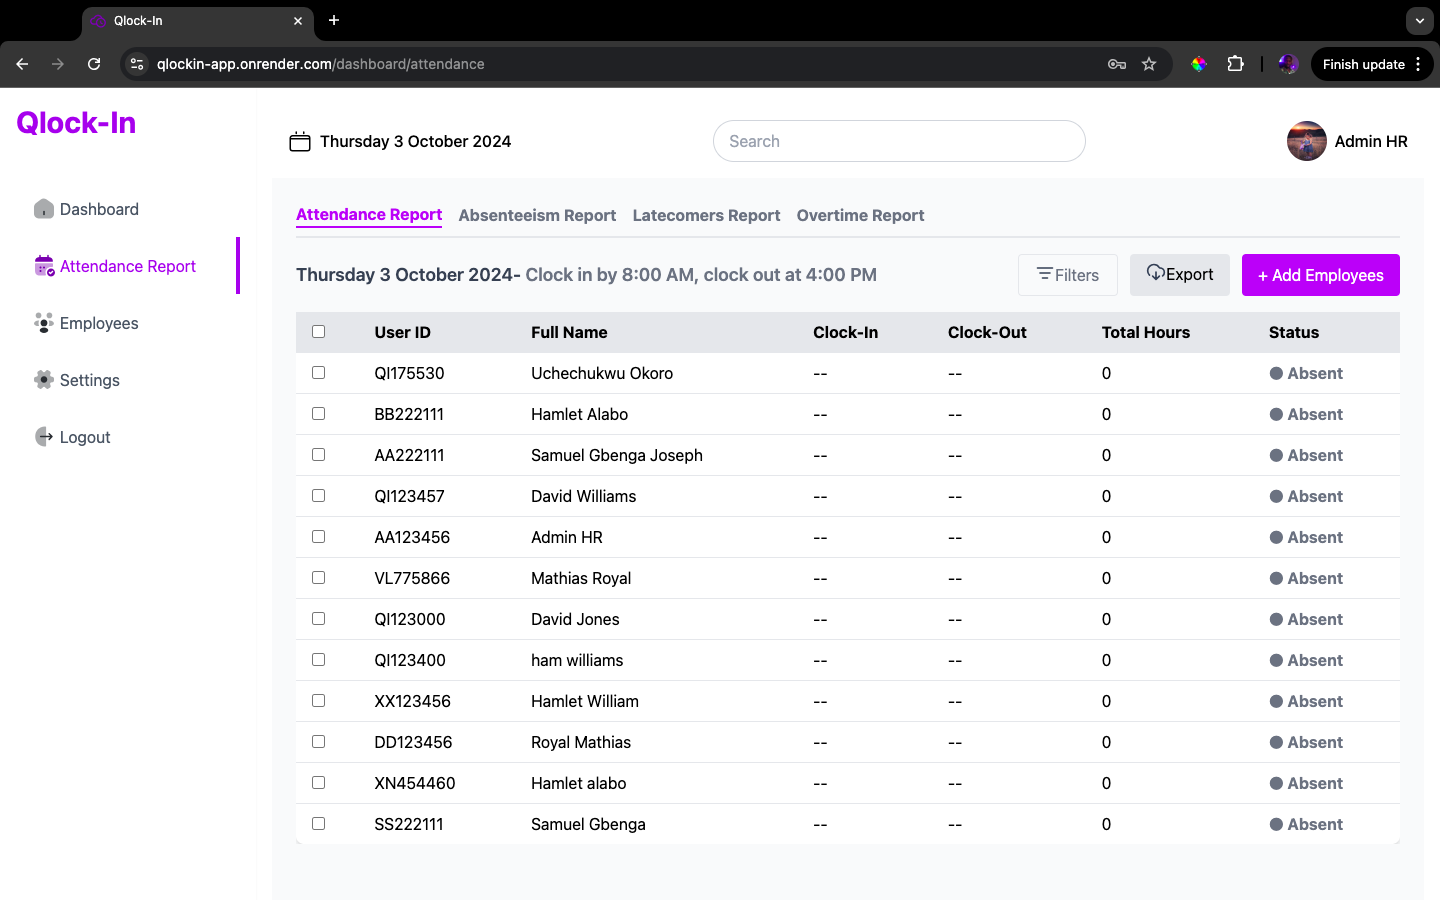 Qlock-In
qlockin-app.onrender.com/dashboard/attendance
Finish update
Qlock-In
Thursday 3 October 2024
Search
Admin HR
Dashboard
Attendance Report
Employees
Settings
Logout
Attendance Report Absenteeism Report Latecomers Report Overtime Report
Thursday 3 October 2024- Clock in by 8:00 AM, clock out at 4:00 PM
Filters
Export
+ Add Employees
User ID Full Name Clock-In Clock-Out Total Hours Status
QI175530 Uchechukwu Okoro -- -- 0 Absent
BB222111 Hamlet Alabo -- -- 0 Absent
AA222111 Samuel Gbenga Joseph -- -- 0 Absent
QI123457 David Williams -- -- 0 Absent
AA123456 Admin HR -- -- 0 Absent
VL775866 Mathias Royal -- -- 0 Absent
QI123000 David Jones -- -- 0 Absent
QI123400 ham williams -- -- 0 Absent
XX123456 Hamlet William -- -- 0 Absent
DD123456 Royal Mathias -- -- 0 Absent
XN454460 Hamlet alabo -- -- 0 Absent
SS222111 Samuel Gbenga -- -- 0 Absent